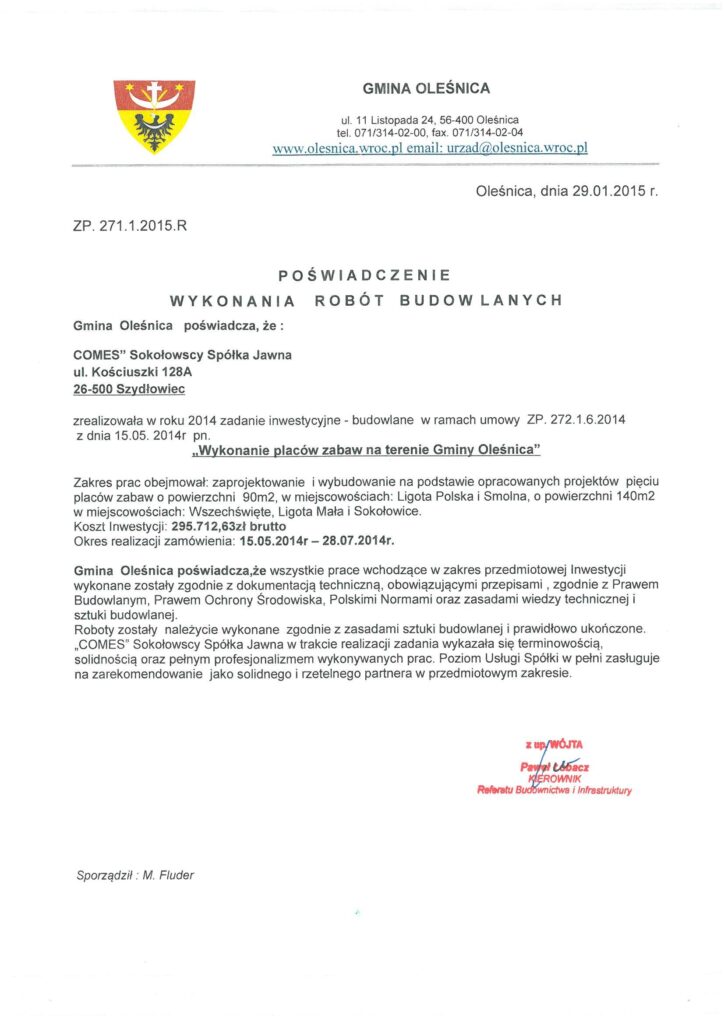 GMINA OLEŚNICA
ul. 11 Listopada 24, 56-400 Oleśnica
tel. 071/314-02-00, fax. 071/314-02-04
www.olesnica.wroc.pl email: urzad@olesnica.wroc.pl
Oleśnica, dnia 29.01.2015 r.
ZP. 271.1.2015.R
POŚWIADCZENIE
WYKONANIA ROBÓT BUDOWLANYCH
Gmina Oleśnica poświadcza, że :
COMES” Sokołowscy Spółka Jawna
ul. Kościuszki 128A
26-500 Szydłowiec
zrealizowała w roku 2014 zadanie inwestycyjne - budowlane w ramach umowy ZP. 272.1.6.2014
z dnia 15.05. 2014r pn.
„Wykonanie placów zabaw na terenie Gminy Oleśnica”
Zakres prac obejmował: zaprojektowanie i wybudowanie na podstawie opracowanych projektów pięciu
placów zabaw o powierzchni 90m2, w miejscowościach: Ligota Polska i Smolna, o powierzchni 140m2
w miejscowościach: Wszechświęte, Ligota Mała i Sokołowice.
Koszt Inwestycji: 295.712,63zł brutto
Okres realizacji zamówienia: 15.05.2014r – 28.07.2014r.
Gmina Oleśnica poświadcza,że wszystkie prace wchodzące w zakres przedmiotowej Inwestycji
wykonane zostały zgodnie z dokumentacją techniczną, obowiązującymi przepisami , zgodnie z Prawem
Budowlanym, Prawem Ochrony Środowiska, Polskimi Normami oraz zasadami wiedzy technicznej i
sztuki budowlanej.
Roboty zostały należycie wykonane zgodnie z zasadami sztuki budowlanej i prawidłowo ukończone.
„COMES” Sokołowscy Spółka Jawna w trakcie realizacji zadania wykazała się terminowością,
solidnością oraz pełnym profesjonalizmem wykonywanych prac. Poziom Usługi Spółki w pełni zasługuje
na zarekomendowanie jako solidnego i rzetelnego partnera w przedmiotowym zakresie.
z up. WÓJTA
Paweł
KIEROWNIK
Referatu Budownictwa i Infrastruktury
Sporządził : M. Fluder